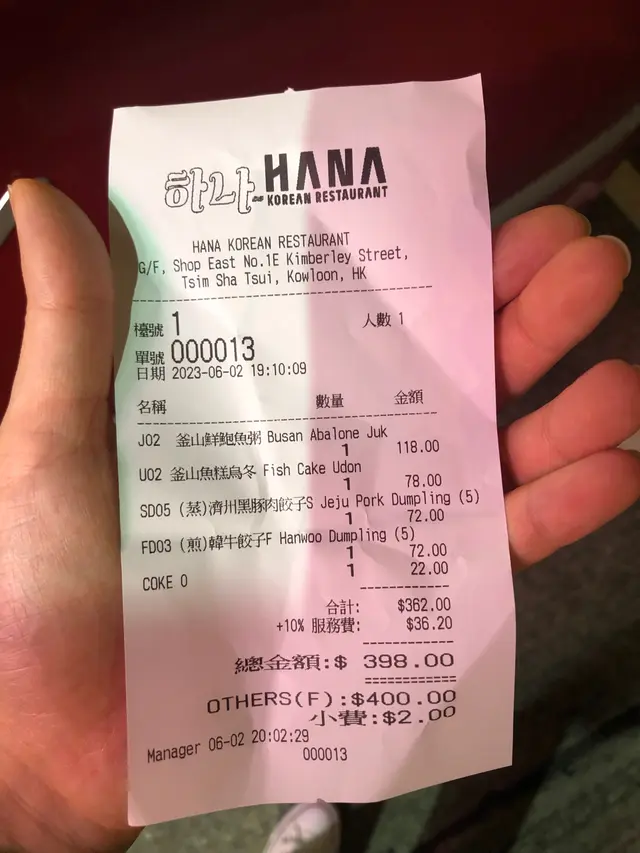 하나 HANA
KOREAN RESTAURANT
HANA KOREAN RESTAURANT
G/F, Shop East No.1E Kimberley Street,
Tsim Sha Tsui, Kowloon, HK
檯號 1
人數 1
單號 000013
日期 2023-06-02 19:10:09
名稱 數量 金額
J02 釜山鮮鮑魚粥 Busan Abalone Juk
1 118.00
U02 釜山魚糕烏冬 Fish Cake Udon
1 78.00
SD05 (蒸)濟州黑豚肉餃子S Jeju Pork Dumpling (5)
1 72.00
FD03 (煎)韓牛餃子F Hanwoo Dumpling (5)
1 72.00
COKE 0 1 22.00
合計: $362.00
+10% 服務費: $36.20
總金額:$ 398.00
OTHERS(F):$400.00
小費:$2.00
Manager 06-02 20:02:29
000013